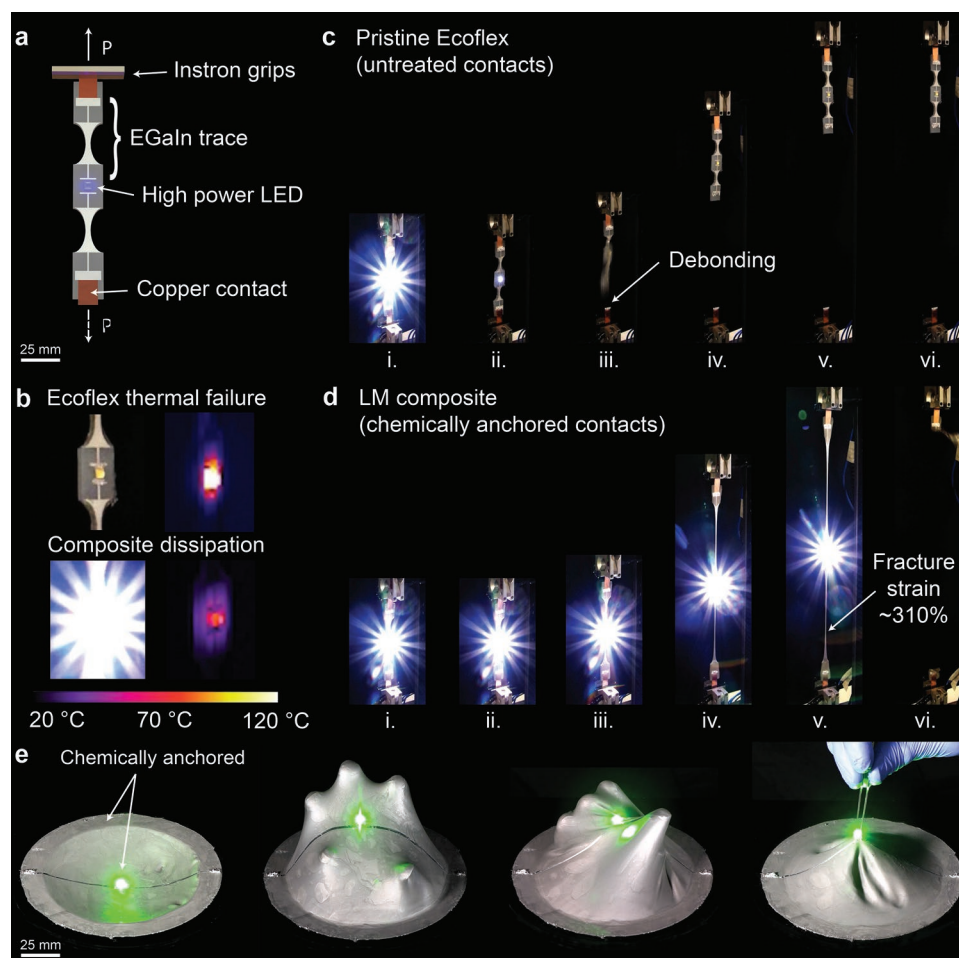 a
P
Instron grips
EGaIn trace
High power LED
Copper contact
P
25 mm
b Ecoflex thermal failure
Composite dissipation
20 °C 70 °C 120 °C
c Pristine Ecoflex
(untreated contacts)
Debonding
i. ii. iii. iv. v. vi.
d LM composite
(chemically anchored contacts)
Fracture
strain
~310%
i. ii. iii. iv. v. vi.
e Chemically anchored
25 mm